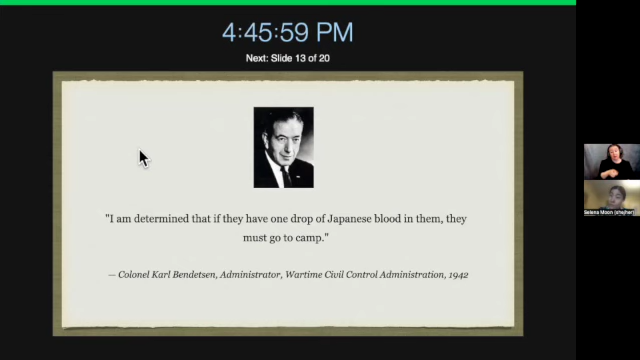 4:45:59 PM
Next: Slide 13 of 20
"I am determined that if they have one drop of Japanese blood in them, they
must go to camp."
— Colonel Karl Bendetsen, Administrator, Wartime Civil Control Administration, 1942
Selena Moon (she/her)